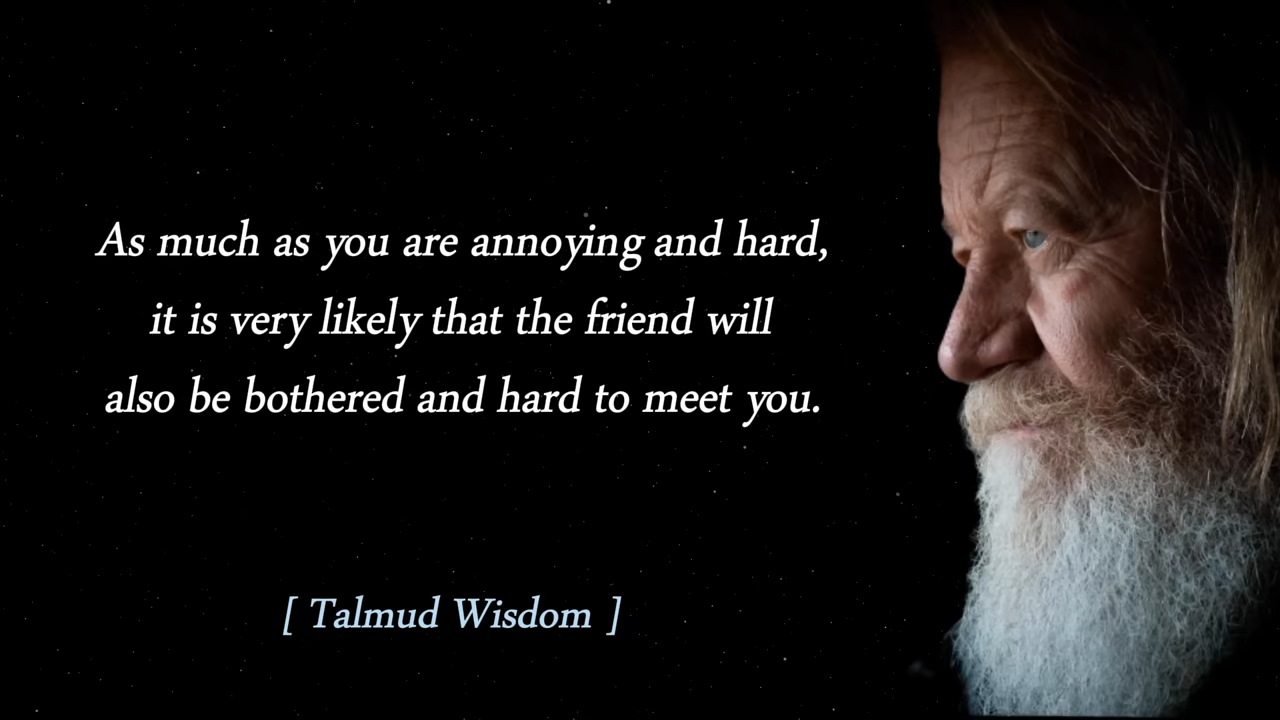 As much as you are annoying and hard,
it is very likely that the friend will
also be bothered and hard to meet you.
[ Talmud Wisdom ]